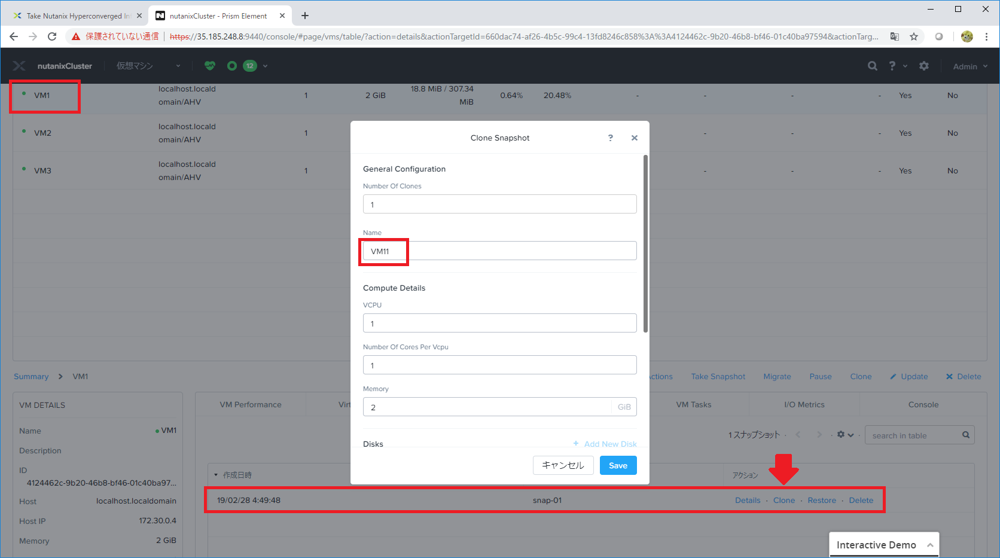 Take Nutanix Hyperconverged In
nutanixCluster - Prism Element
保護されていない通信
https://35.185.248.8:9440/console/#page/vms/table/?action=details&actionTargetId=660dac74-af26-4b5c-99c4-13fd8246c858%3A%3A4124462c-9b20-46b8-bf46-01c40ba97594&actionTarg...
nutanixCluster 仮想マシン 12 ? Admin
VM1 localhost.locald omain/AHV 1 2 GiB 18.8 MiB / 307.34 MiB 0.64% 20.48% - - - - Yes No
VM2 localhost.locald omain/AHV 1 - - - Yes No
VM3 localhost.locald omain/AHV 1 - - - Yes No
Clone Snapshot ?
General Configuration
Number Of Clones
1
Name
VM11
Compute Details
VCPU
1
Number Of Cores Per Vcpu
1
Memory
2 GiB
Disks + Add New Disk
キャンセル Save
Summary > VM1 ctions Take Snapshot Migrate Pause Clone Update Delete
VM DETAILS
Name VM1
Description
ID
4124462c-9b20-46b8-bf46-01c40ba97...
Host localhost.localdomain
Host IP 172.30.0.4
Memory 2 GiB
VM Performance Virt VM Tasks I/O Metrics Console
1 スナップショット · · · search in table
作成日時 アクション
19/02/28 4:49:48 snap-01 Details · Clone · Restore · Delete
Interactive Demo